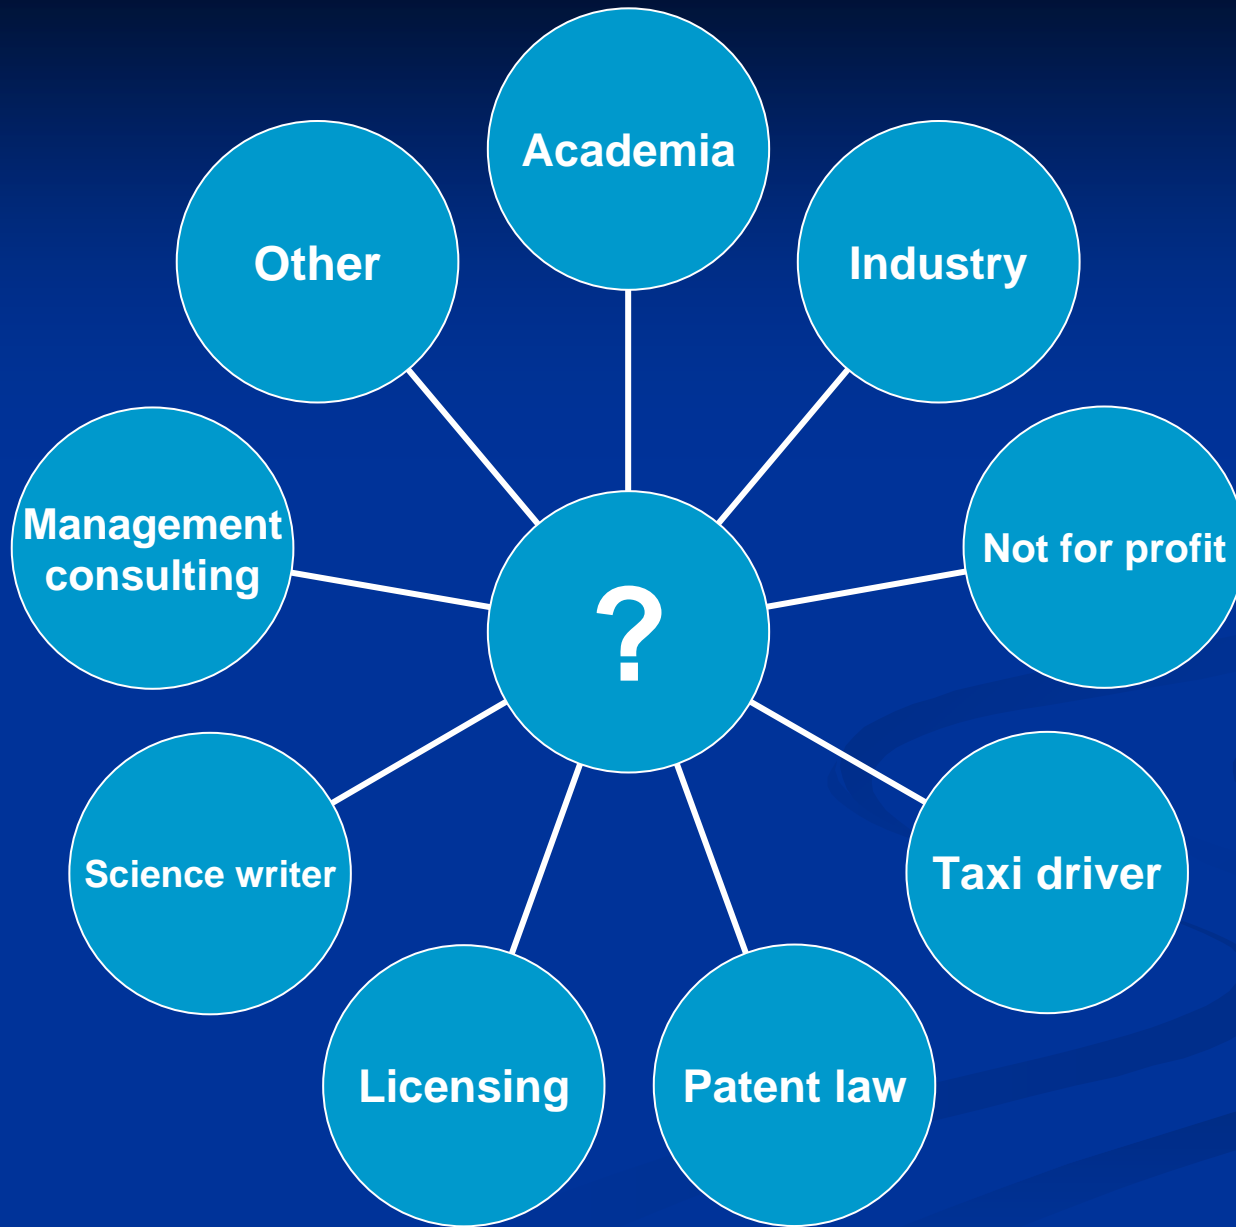 Academia
Other
Industry
Management
consulting
Not for profit
?
Science writer
Taxi driver
Licensing
Patent law